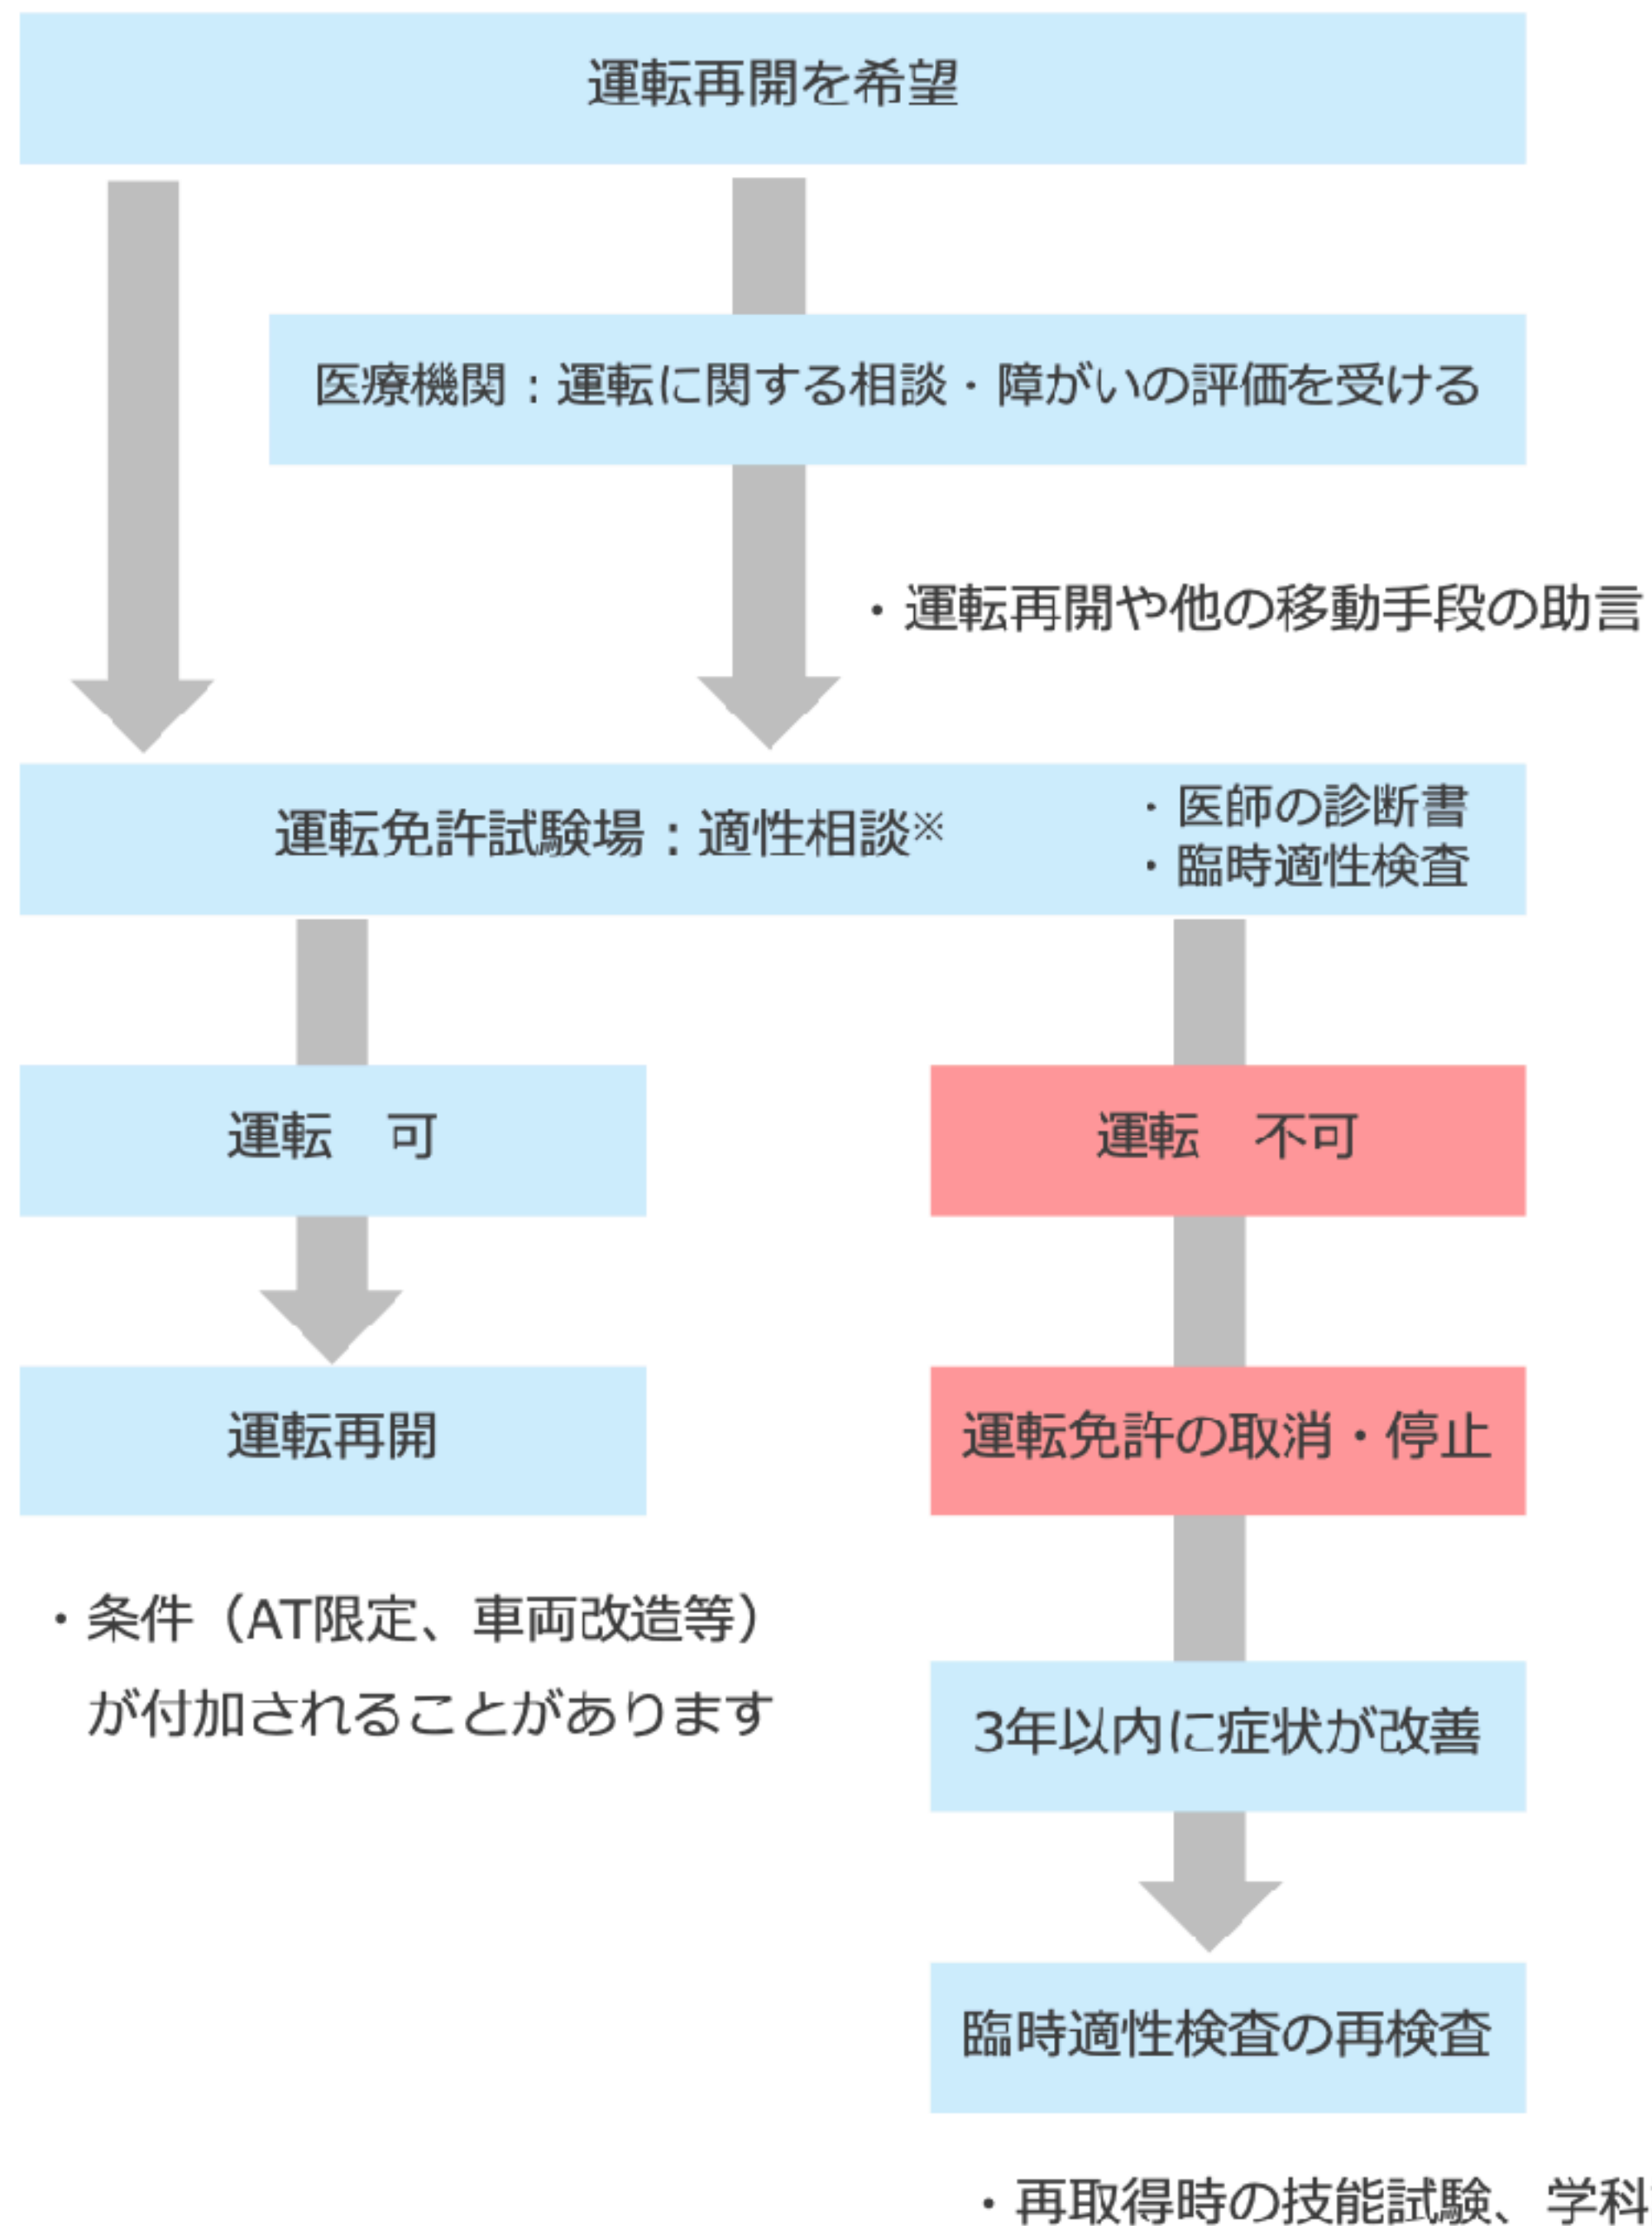 運転再開を希望
医療機関：運転に関する相談・障がいの評価を受ける
・運転再開や他の移動手段の助言
運転免許試験場：適性相談※
・医師の診断書
・臨時適性検査
運転　可
運転　不可
運転再開
運転免許の取消・停止
・条件（AT限定、車両改造等）
が付加されることがあります
3年以内に症状が改善
臨時適性検査の再検査
・再取得時の技能試験、学科